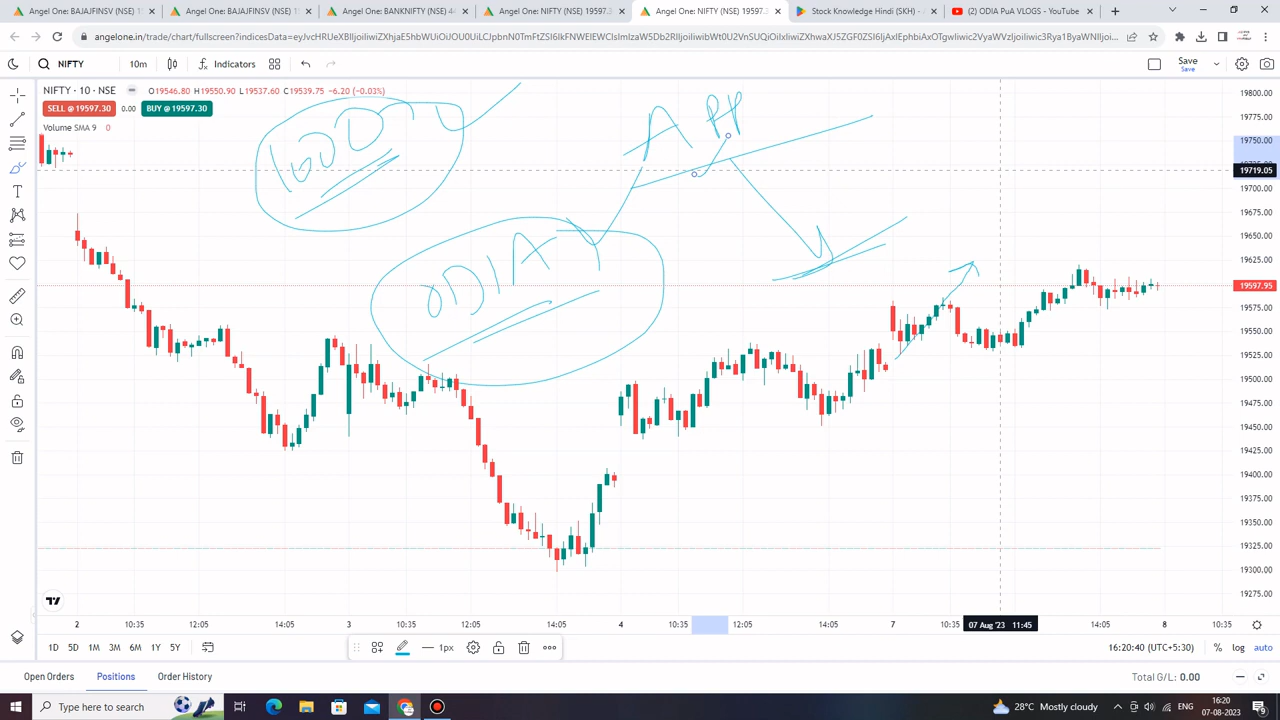 Angel One: BAJAJFINSV (NSE) 15
Angel One: BAJAJFINSV (NSE) 15
Angel One: BANKNIFTY (NSE) 44
Angel One: NIFTY (NSE) 19597.3
Angel One: NIFTY (NSE) 19597.3
Stock Knowledge Hindi (SKH) - A
(2) ODIA PuA VLOGS - YouTube
NIFTY
10m
Indicators
Save
Save
NIFTY · 10 · NSE
O19546.80 H19550.90 L19537.60 C19539.75 -6.20 (-0.03%)
SELL @ 19597.30
0.00
BUY @ 19597.30
Volume SMA 9 0
19800.00
19775.00
19750.00
19719.05
19700.00
19675.00
19650.00
19625.00
19597.95
19575.00
19550.00
19525.00
19500.00
19475.00
19450.00
19425.00
19400.00
19375.00
19350.00
19325.00
19300.00
19275.00
2 10:35 14:05 3 10:35 12:05 14:05 4 10:35 12:05 14:05 7 10:35 07 Aug '23 11:45 14:05 8 10:35
1D 5D 1M 3M 6M 1Y 5Y
1px
16:20:40 (UTC+5:30) % log auto
Open Orders Positions Order History
Total G/L: 0.00
Type here to search
28°C Mostly cloudy
ENG
16:20
07-08-2023